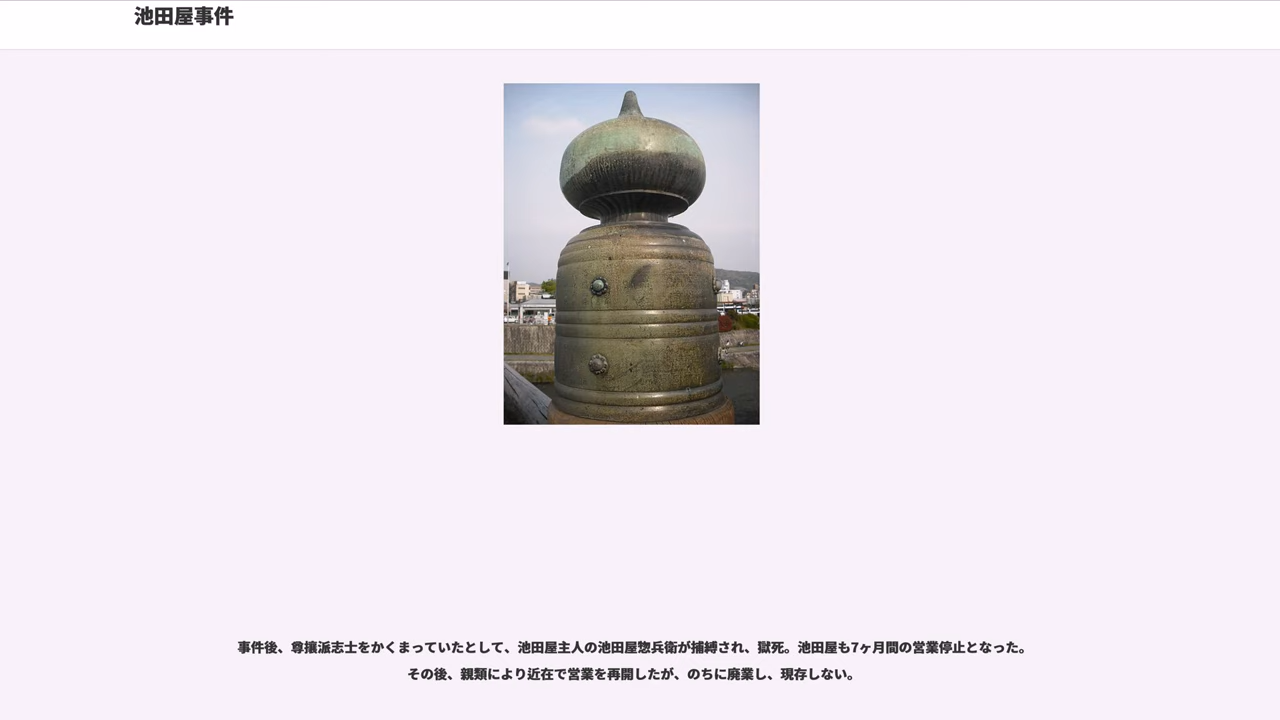 池田屋事件
事件後、尊攘派志士をかくまっていたとして、池田屋主人の池田屋惣兵衛が捕縛され、獄死。池田屋も7ヶ月間の営業停止となった。
その後、親類により近在で営業を再開したが、のちに廃業し、現存しない。